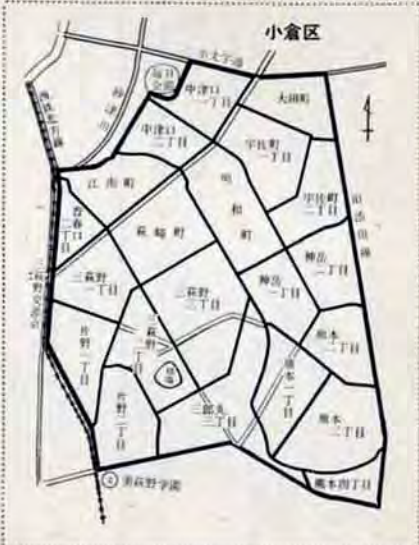 小倉区
毎日会館
中津口一丁目
大田町
中津口二丁目
宇佐町一丁目
江南町
明和町
宇佐町二丁目
香春口二丁目
萩崎町
神岳一丁目
神岳二丁目
三萩野一丁目
三萩野三丁目
三萩野二丁目
熊本二丁目
片野一丁目
熊本一丁目
片野二丁目
三郎丸二丁目
熊本三丁目
熊本四丁目
美萩野学園